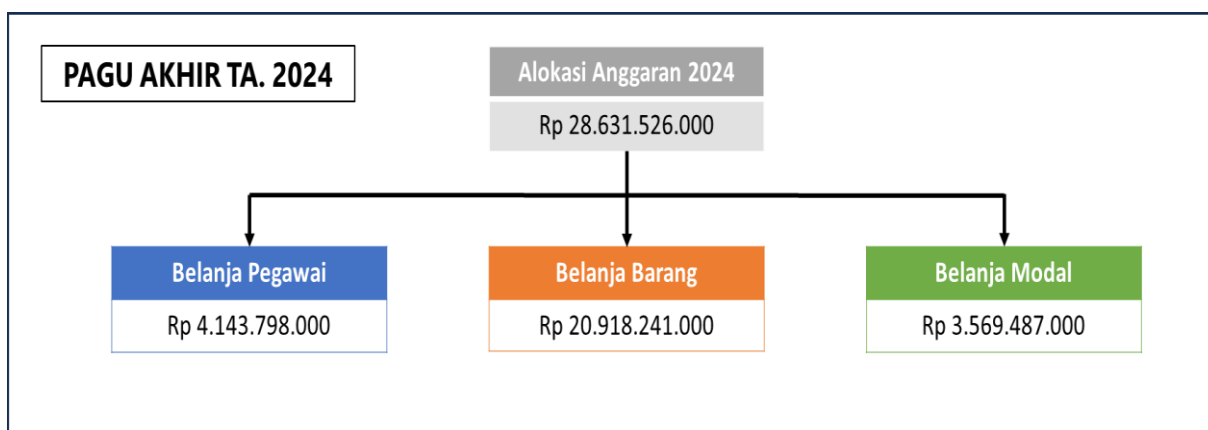 PAGU AKHIR TA. 2024
Alokasi Anggaran 2024
Rp 28.631.526.000
Belanja Pegawai
Rp 4.143.798.000
Belanja Barang
Rp 20.918.241.000
Belanja Modal
Rp 3.569.487.000